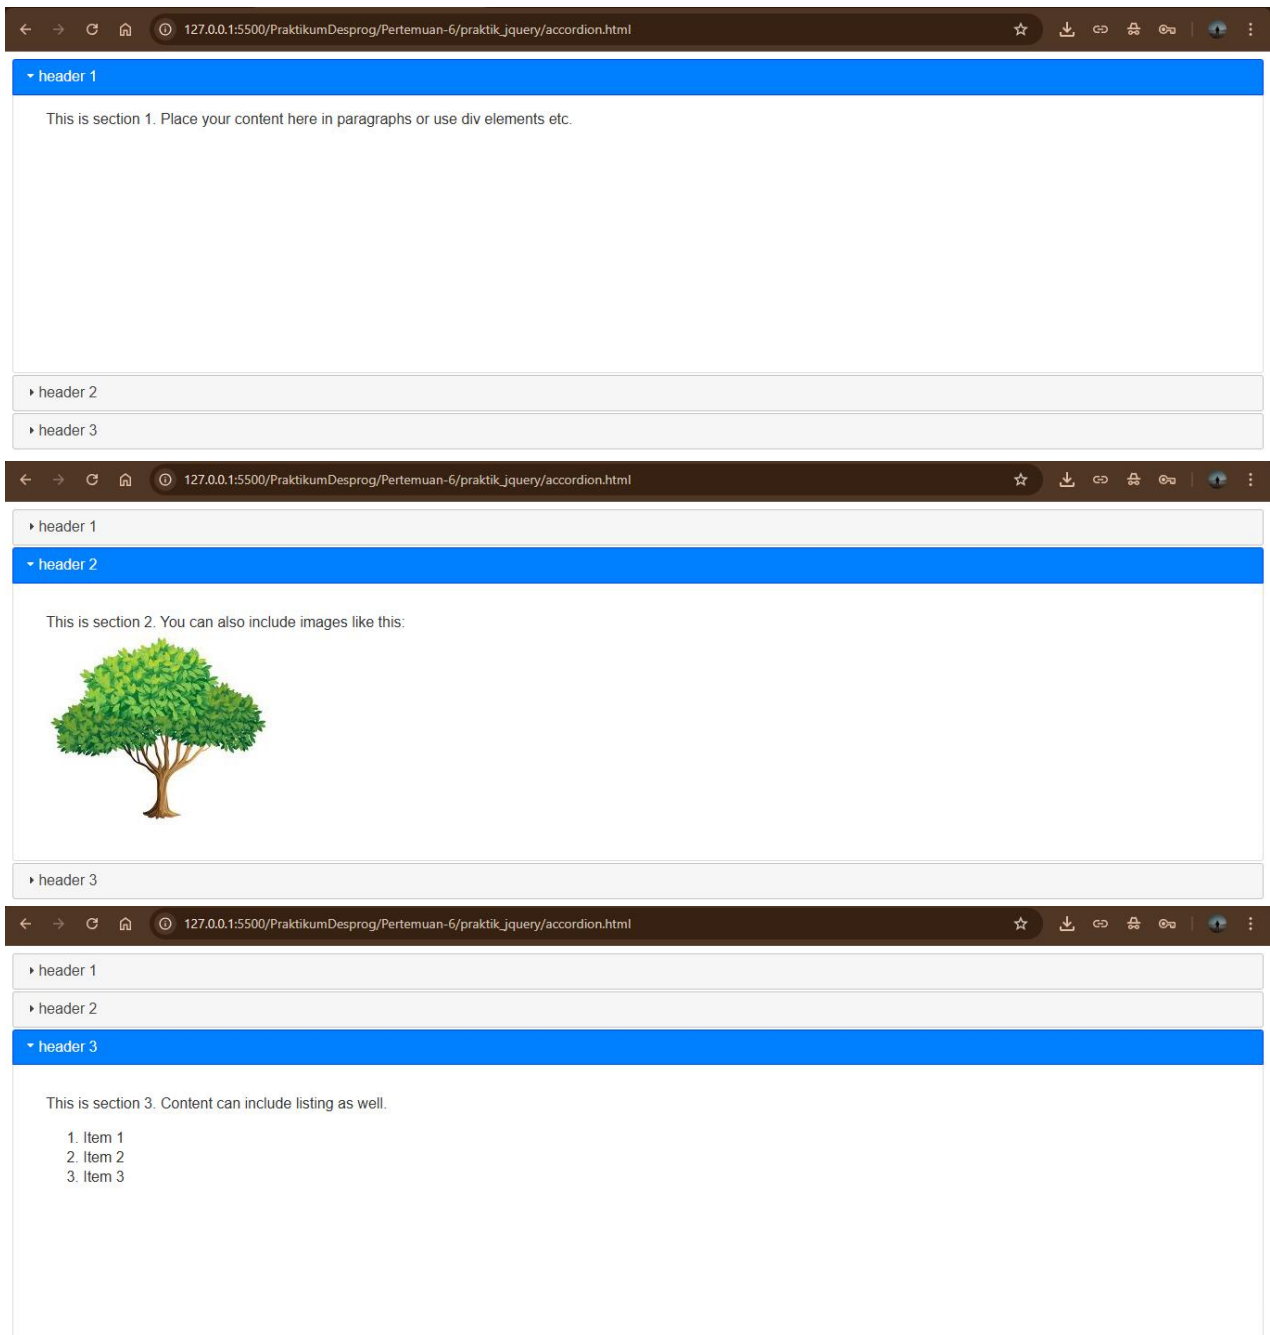 127.0.0.1:5500/PraktikumDesprog/Pertemuan-6/praktik_jquery/accordion.html
header 1
This is section 1. Place your content here in paragraphs or use div elements etc.
header 2
header 3
127.0.0.1:5500/PraktikumDesprog/Pertemuan-6/praktik_jquery/accordion.html
header 1
header 2
This is section 2. You can also include images like this:
header 3
127.0.0.1:5500/PraktikumDesprog/Pertemuan-6/praktik_jquery/accordion.html
header 1
header 2
header 3
This is section 3. Content can include listing as well.
1. Item 1
2. Item 2
3. Item 3